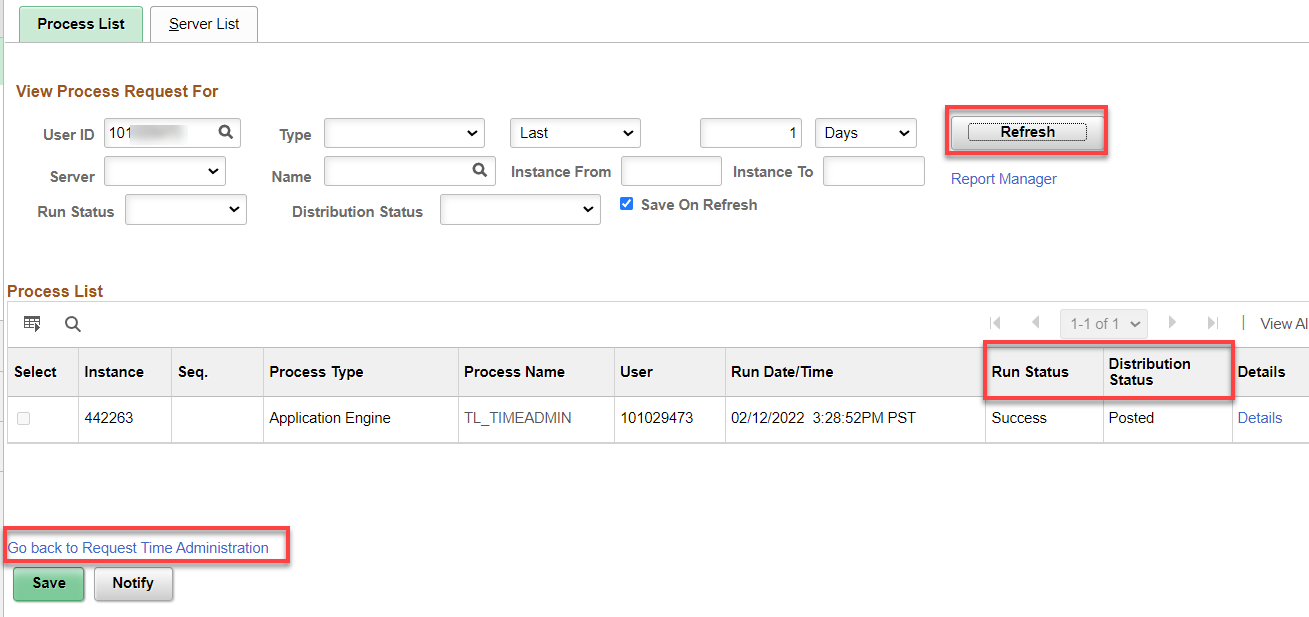 Process List Server List
View Process Request For
User ID 101 Type Last 1 Days Refresh
Server Name Instance From Instance To Report Manager
Run Status Distribution Status Save On Refresh
Process List
1-1 of 1 | View Al
Select Instance Seq. Process Type Process Name User Run Date/Time Run Status Distribution Status Details
442263 Application Engine TL_TIMEADMIN 101029473 02/12/2022 3:28:52PM PST Success Posted Details
Go back to Request Time Administration
Save Notify